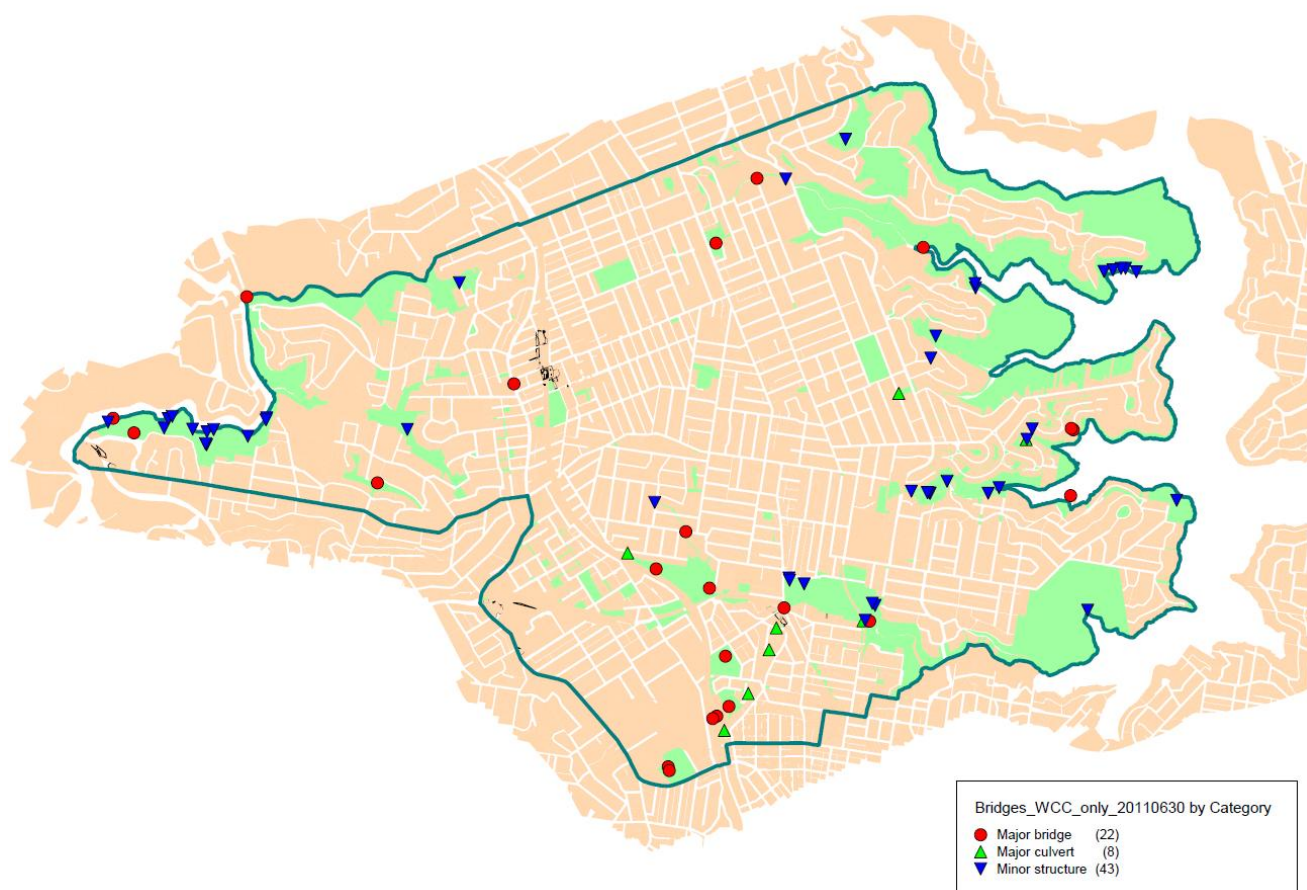 Bridges_WCC_only_20110630 by Category
Major bridge (22)
Major culvert (8)
Minor structure (43)